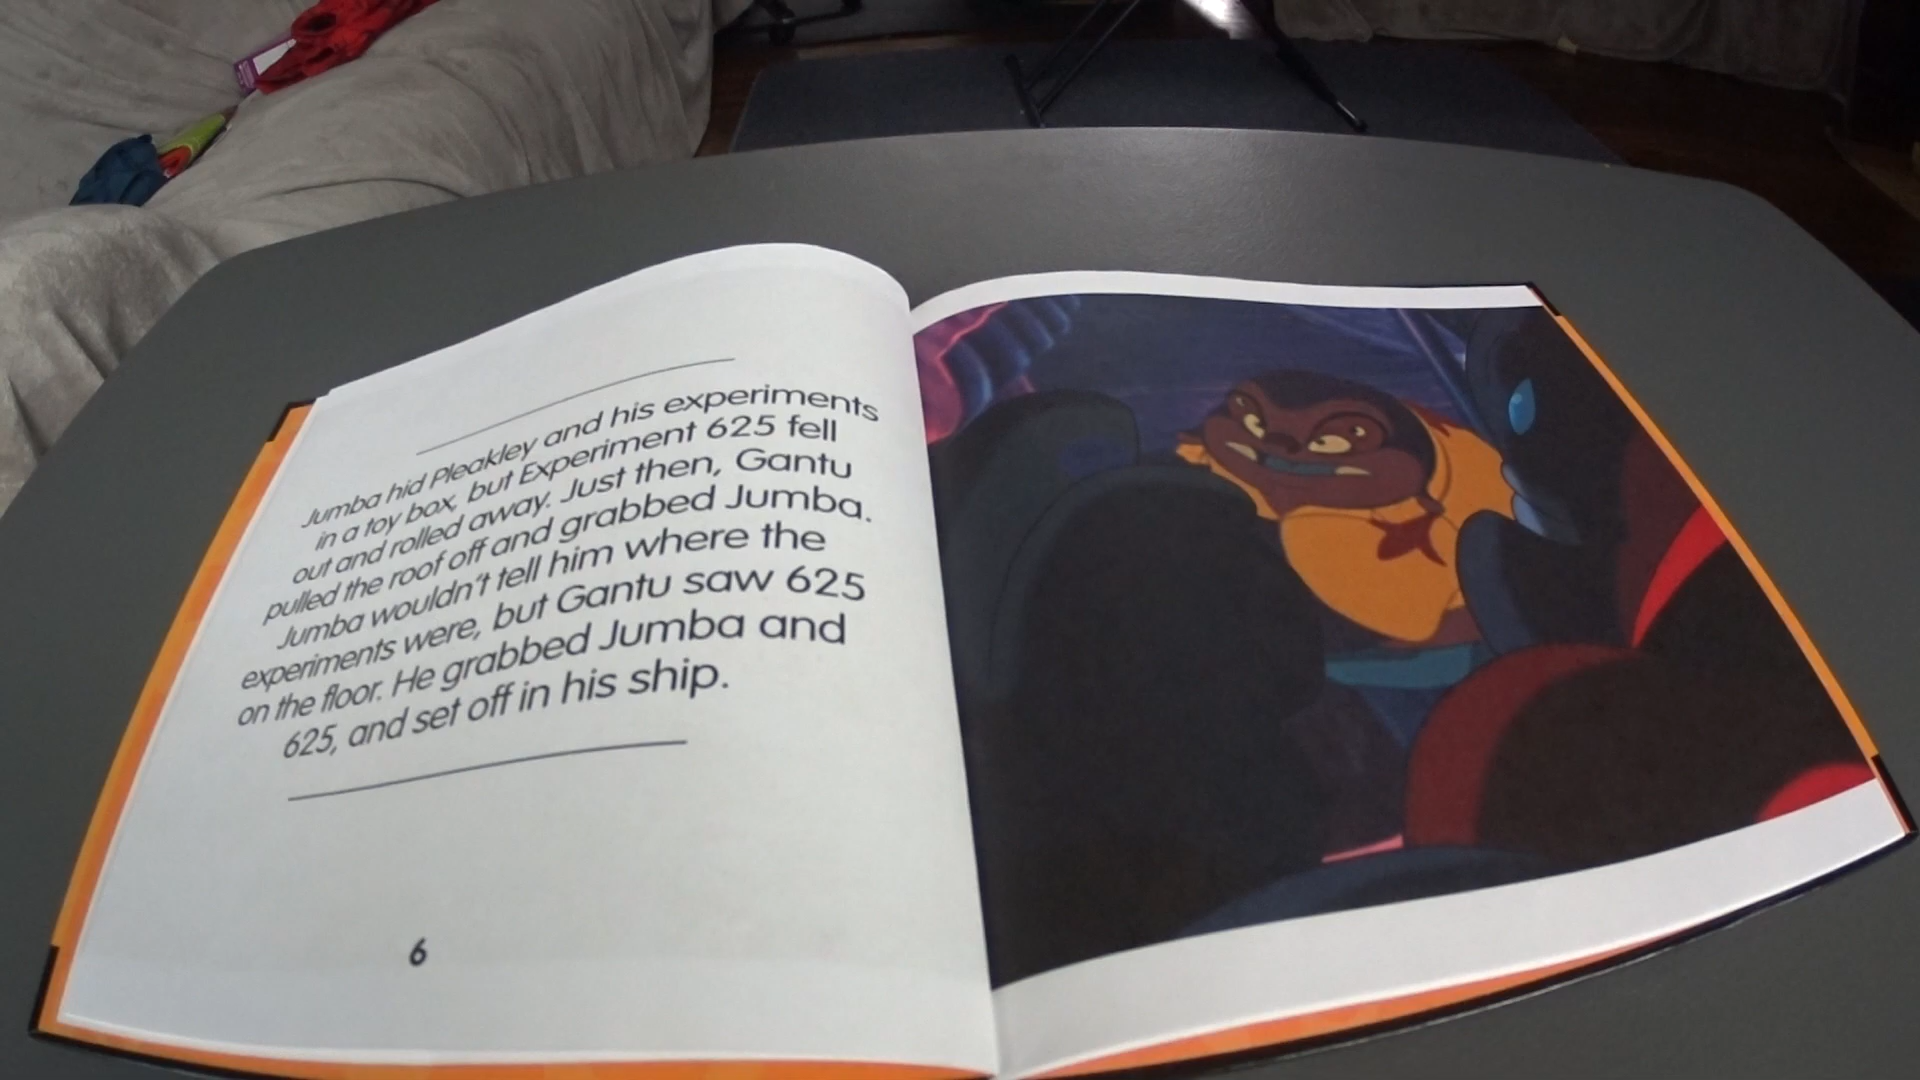 Jumba hid Pleakley and his experiments
in a toy box, but Experiment 625 fell
out and rolled away. Just then, Gantu
pulled the roof off and grabbed Jumba.
Jumba wouldn't tell him where the
experiments were, but Gantu saw 625
on the floor. He grabbed Jumba and
625, and set off in his ship.
6